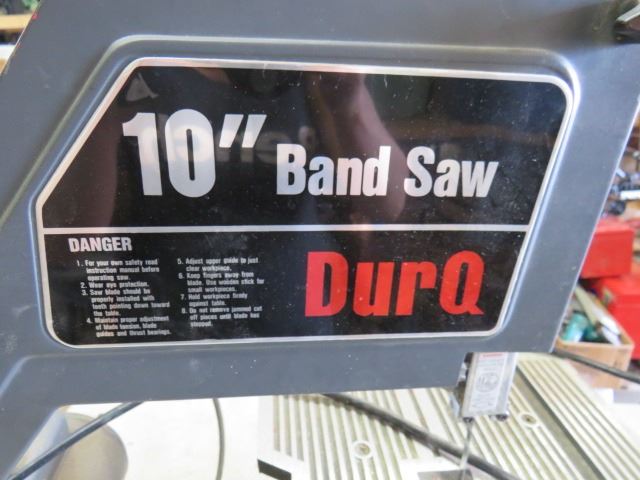 10" Band Saw
DANGER
1. For your own safety read
instruction manual before
operating saw.
2. Wear eye protection.
3. Saw blade should be
properly installed with
teeth pointing down toward
the table.
4. Maintain proper adjustment
of blade tension, blade
guides and thrust bearings.
5. Adjust upper guide to just
clear workpiece.
6. Keep fingers away from
blade. Use wooden stick for
small workpieces.
7. Hold workpiece firmly
against table.
8. Do not remove jammed cut
off pieces until blade has
stopped.
DurQ